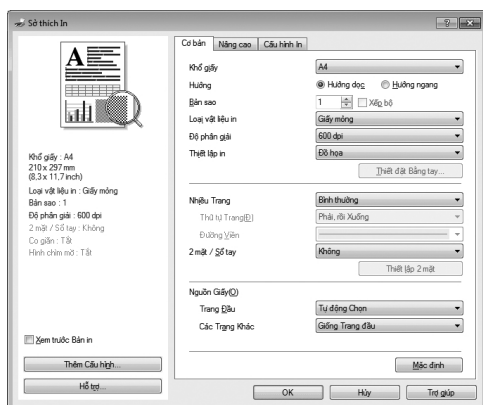 Sở thích In
Cơ bản Nâng cao Cấu hình In
Khổ giấy A4
Hướng Hướng dọc Hướng ngang
Bản sao 1 Xếp bộ
Loại vật liệu in Giấy mỏng
Độ phân giải 600 dpi
Thiết lập in Đồ họa
Thiết đặt Bằng tay...
Nhiều Trang Bình thường
Thứ tự Trang(D) Phải, rồi Xuống
Đường Viền
2 mặt / Sổ tay Không
Thiết lập 2 mặt
Nguồn Giấy(O)
Trang Đầu Tự động Chọn
Các Trang Khác Giống Trang đầu
Mặc định
Khổ giấy : A4
210 x 297 mm
(8.3 x 11.7 inch)
Loại vật liệu in : Giấy mỏng
Bản sao : 1
Độ phân giải : 600 dpi
2 mặt / Sổ tay : Không
Co giãn : Tắt
Hình chìm mờ : Tắt
Xem trước Bản in
Thêm Cấu hình...
Hỗ trợ...
OK Hủy Trợ giúp